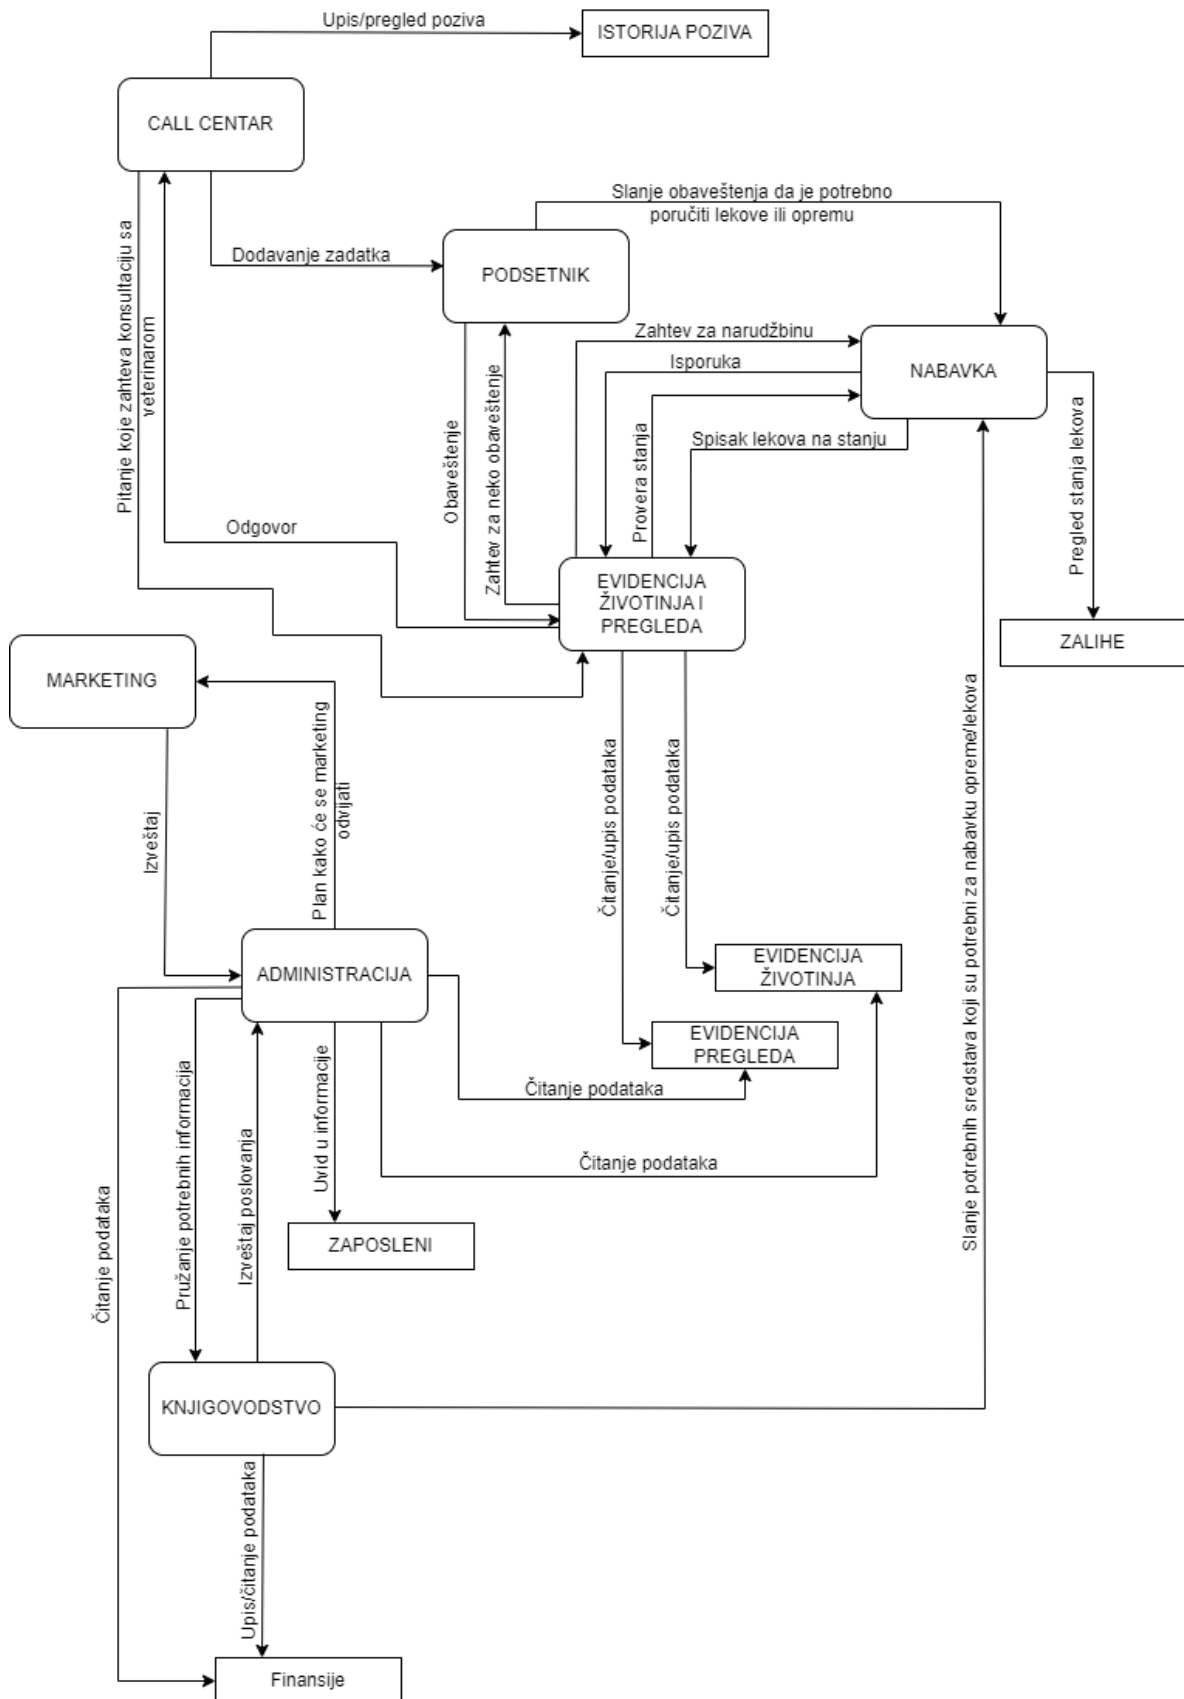 Upis/pregled poziva
ISTORIJA POZIVA
CALL CENTAR
Slanje obaveštenja da je potrebno
poručiti lekove ili opremu
Dodavanje zadatka
PODSETNIK
Pitanje koje zahteva konsultaciju sa
veterinarom
Zahtev za narudžbinu
Isporuka
NABAVKA
Obaveštenje
Zahtev za neko obaveštenje
Provera stanja
Spisak lekova na stanju
Pregled stanja lekova
Odgovor
EVIDENCIJA
ŽIVOTINJA I
PREGLEDA
ZALIHE
MARKETING
Izveštaj
Plan kako će se marketing
odvijati
Čitanje/upis podataka
Čitanje/upis podataka
Slanje potrebnih sredstava koji su potrebni za nabavku opreme/lekova
ADMINISTRACIJA
EVIDENCIJA
ŽIVOTINJA
EVIDENCIJA
PREGLEDA
Čitanje podataka
Čitanje podataka
Čitanje podataka
Pružanje potrebnih informacija
Izveštaj poslovanja
Uvid u informacije
ZAPOSLENI
KNJIGOVODSTVO
Upis/čitanje podataka
Finansije